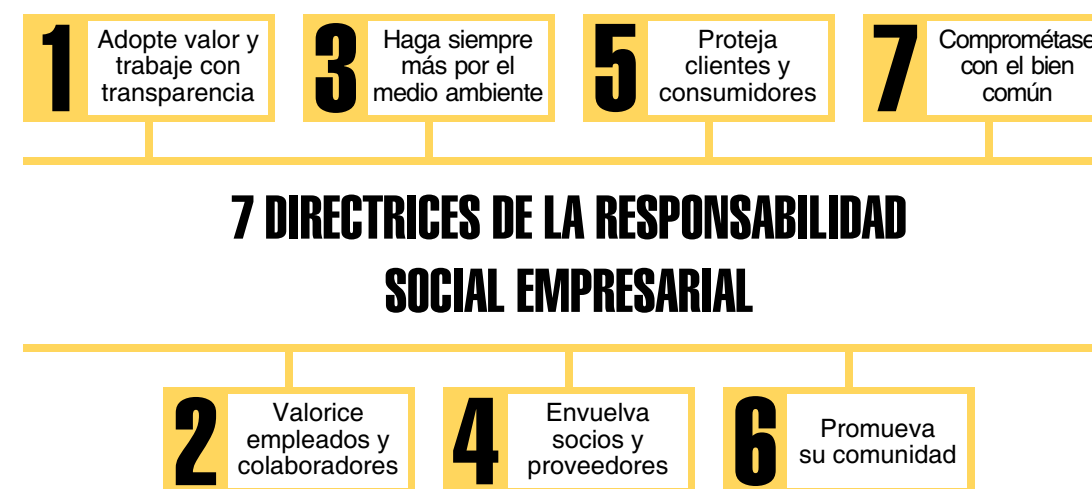 1
Adopte valor y
trabaje con
transparencia
3
Haga siempre
más por el
medio ambiente
5
Proteja
clientes y
consumidores
7
Comprométase
con el bien
común
7 DIRECTRICES DE LA RESPONSABILIDAD
SOCIAL EMPRESARIAL
2
Valorice
empleados y
colaboradores
4
Envuelva
socios y
proveedores
6
Promueva
su comunidad